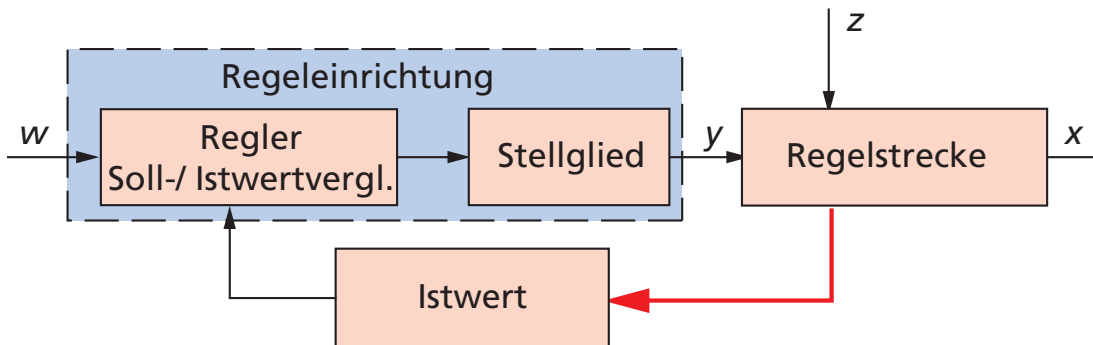 z
Regeleinrichtung
w
Regler
Soll-/ Istwertvergl.
Stellglied
y
Regelstrecke
x
Istwert